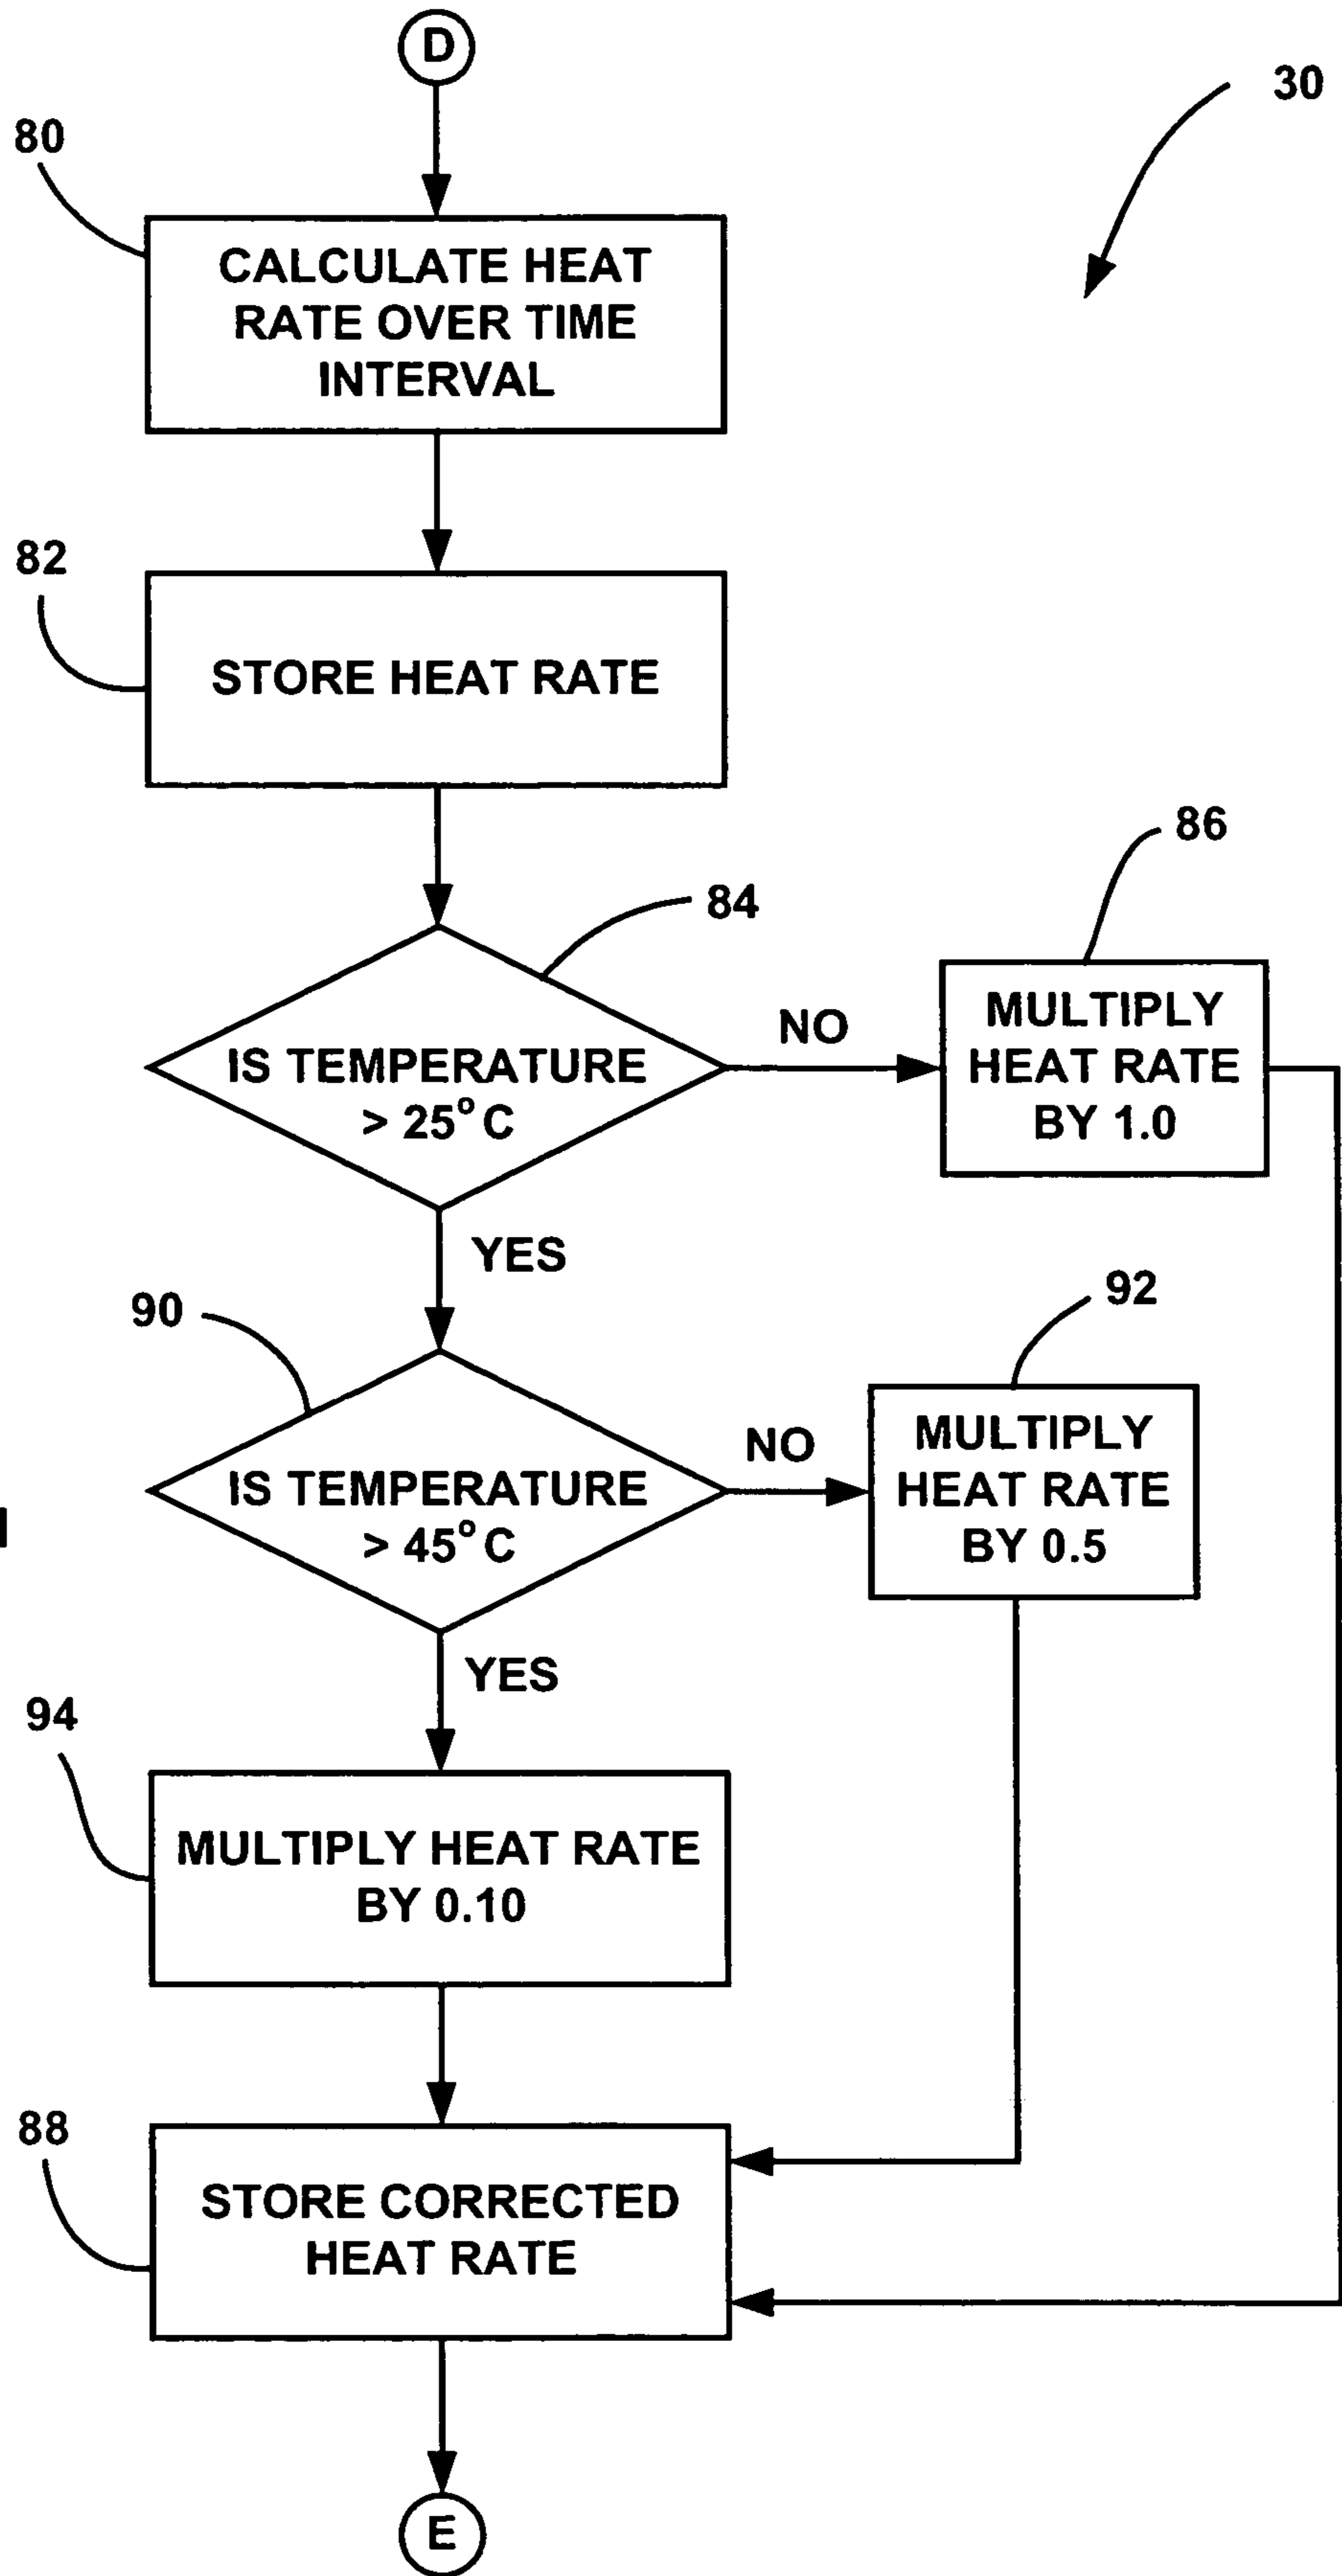 D
30
80
CALCULATE HEAT
RATE OVER TIME
INTERVAL
82
STORE HEAT RATE
84
86
IS TEMPERATURE
> 25°C
NO
MULTIPLY
HEAT RATE
BY 1.0
YES
90
92
IS TEMPERATURE
> 45°C
NO
MULTIPLY
HEAT RATE
BY 0.5
YES
94
MULTIPLY HEAT RATE
BY 0.10
88
STORE CORRECTED
HEAT RATE
E